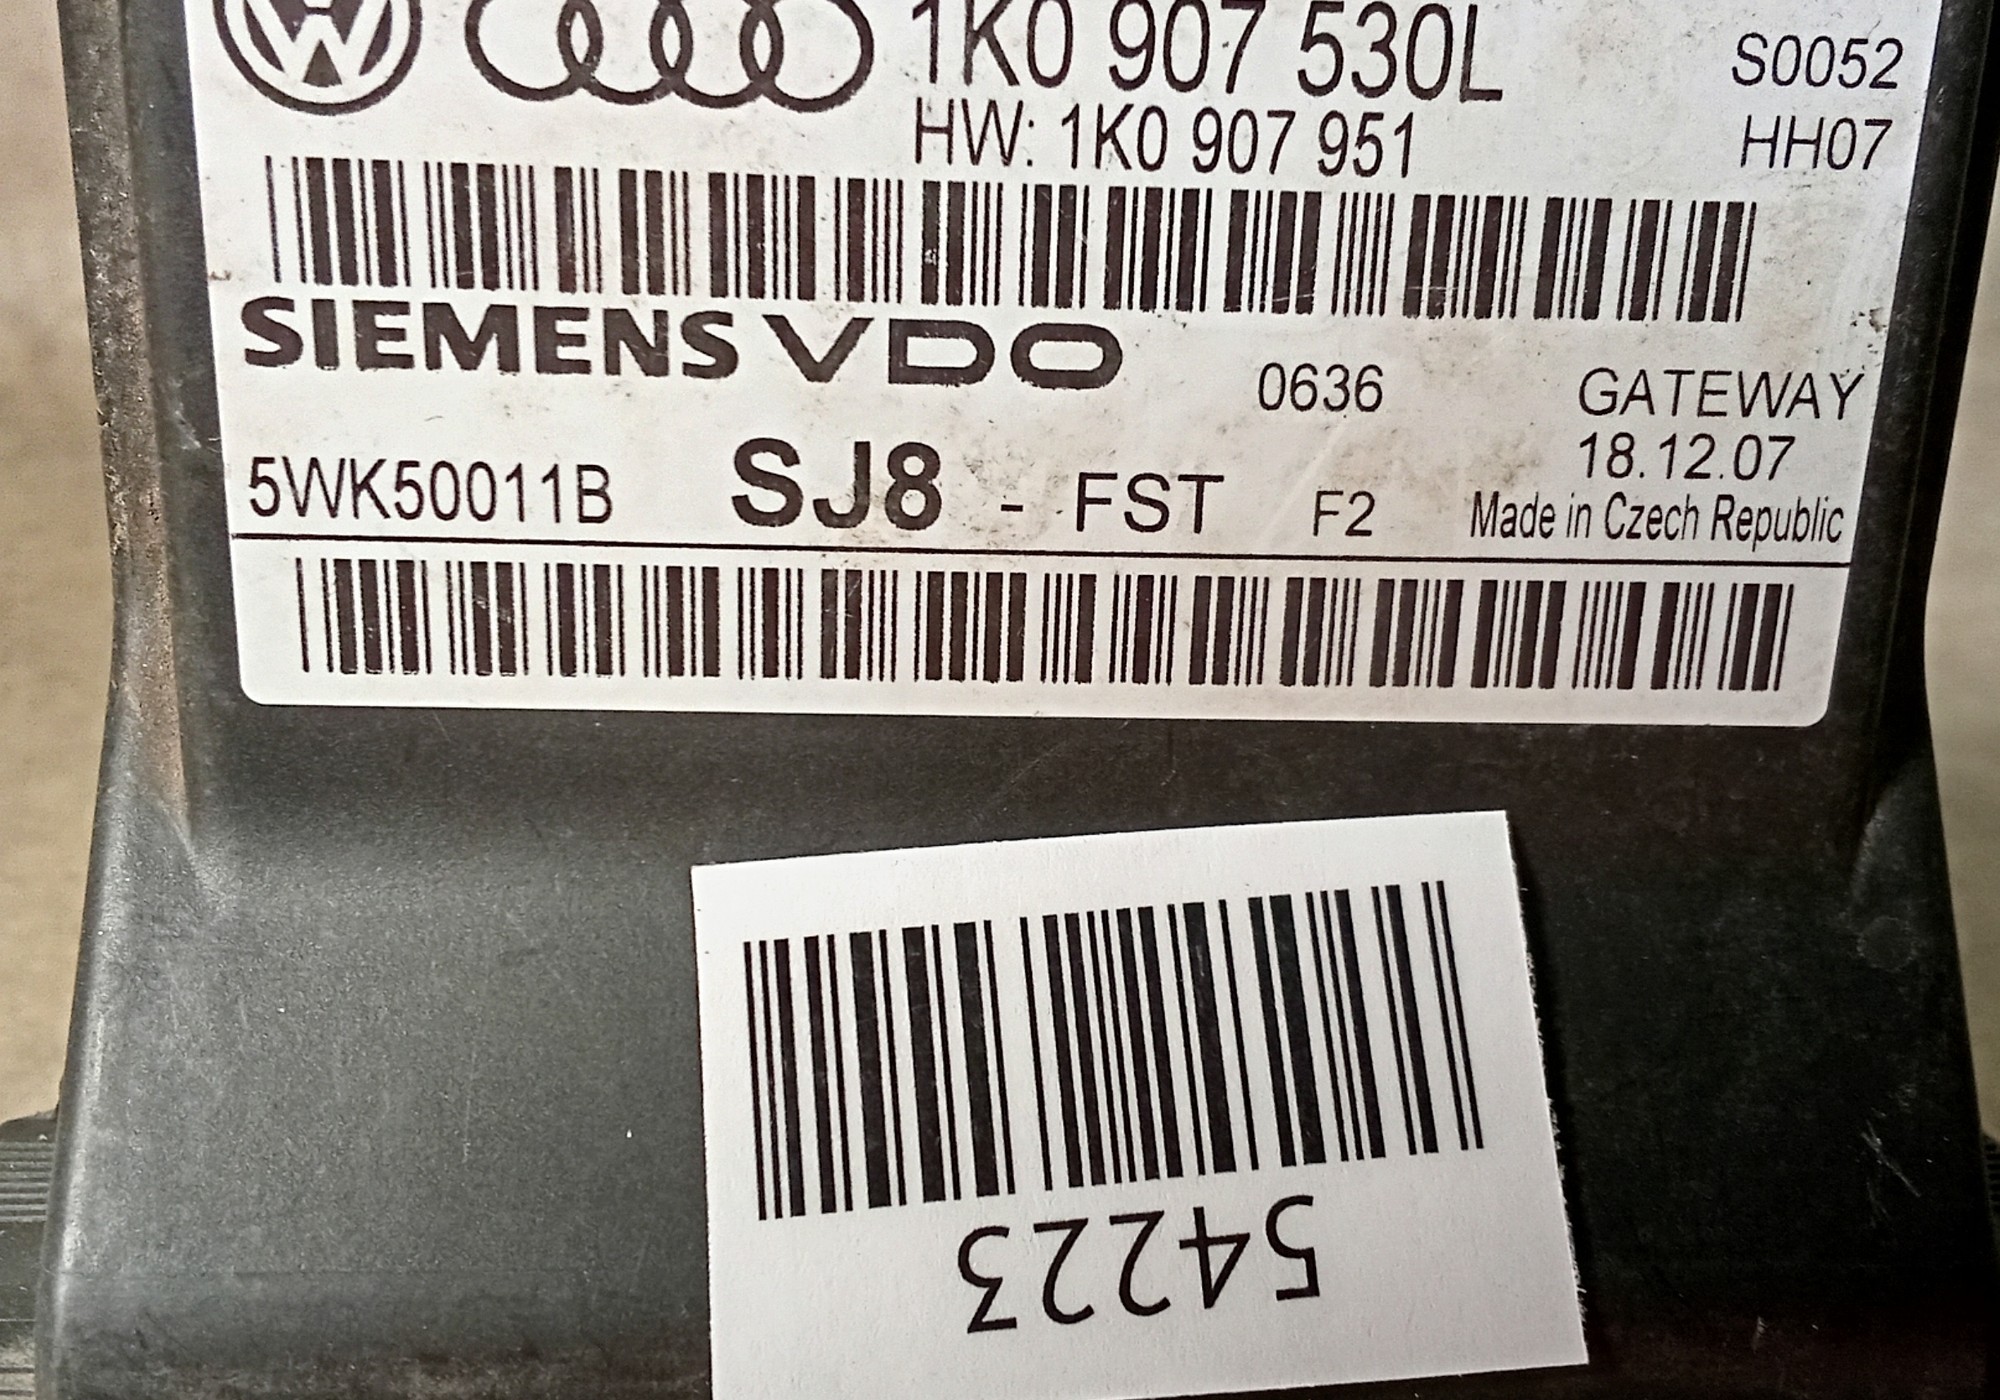 1K0 907 530L S0052
HW: 1K0 907 951 HH07
SIEMENS VDO 0636 GATEWAY
18.12.07
5WK50011B SJ8 - FST F2 Made in Czech Republic
54223